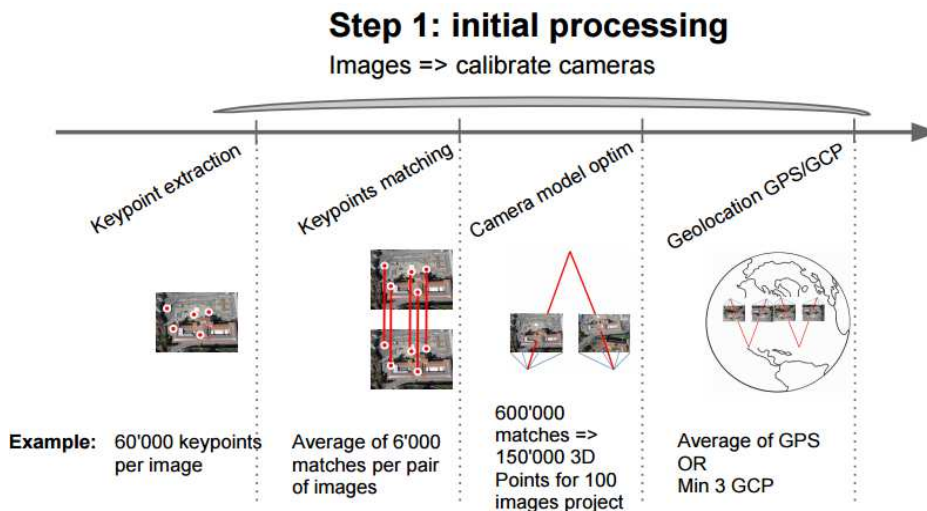 Step 1: initial processing
Images => calibrate cameras
Keypoint extraction
Keypoints matching
Camera model optim
Geolocation GPS/GCP
Example:
60'000 keypoints
per image
Average of 6'000
matches per pair
of images
600'000
matches =>
150'000 3D
Points for 100
images project
Average of GPS
OR
Min 3 GCP